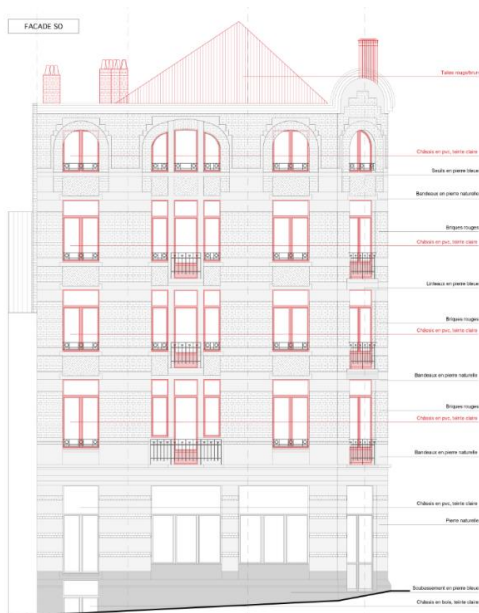 FACADE SO
Tuiles rouge/brun
Châssis en pvc, teinte claire
Seuils en pierre bleue
Bandeaux en pierre naturelle
Briques rouges
Châssis en pvc, teinte claire
Linteaux en pierre bleue
Briques rouges
Châssis en pvc, teinte claire
Bandeaux en pierre naturelle
Briques rouges
Châssis en pvc, teinte claire
Bandeaux en pierre naturelle
Châssis en pvc, teinte claire
Pierre naturelle
Soubassement en pierre bleue
Châssis en bois, teinte claire